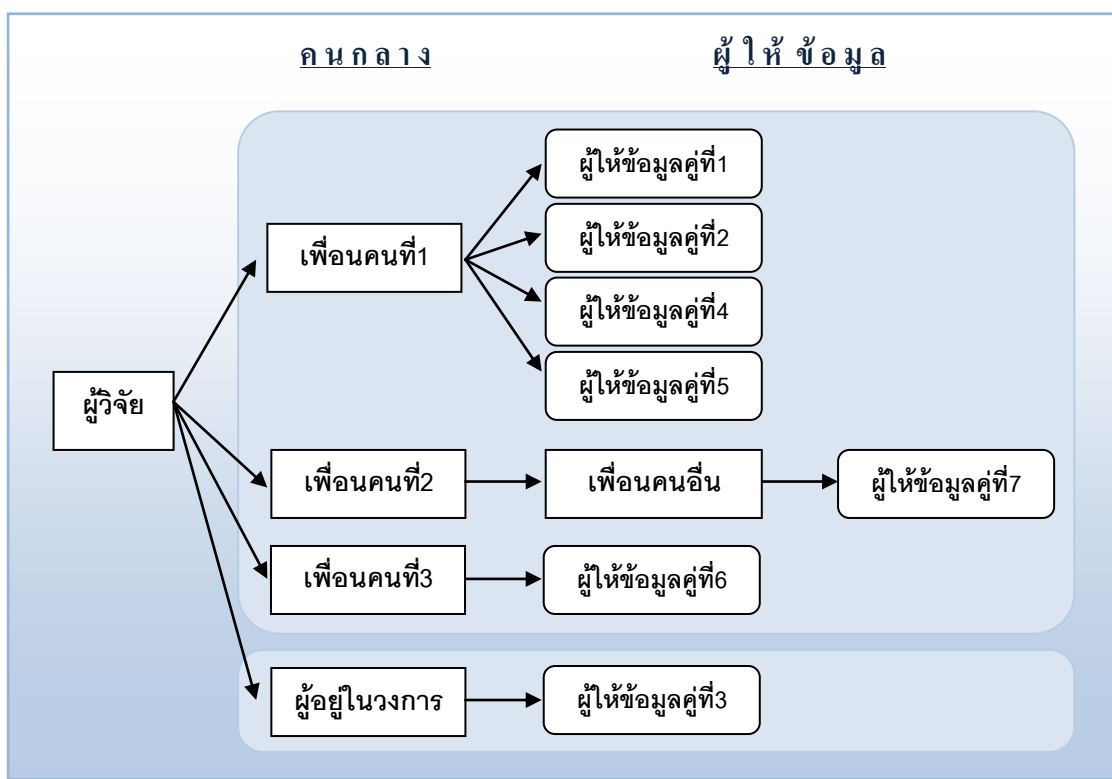 คนกลาง
ผู้ให้ข้อมูล
ผู้ให้ข้อมูลคู่ที่1
ผู้ให้ข้อมูลคู่ที่2
เพื่อนคนที่1
ผู้ให้ข้อมูลคู่ที่4
ผู้ให้ข้อมูลคู่ที่5
ผู้วิจัย
เพื่อนคนที่2
เพื่อนคนอื่น
ผู้ให้ข้อมูลคู่ที่7
เพื่อนคนที่3
ผู้ให้ข้อมูลคู่ที่6
ผู้อยู่ในวงการ
ผู้ให้ข้อมูลคู่ที่3